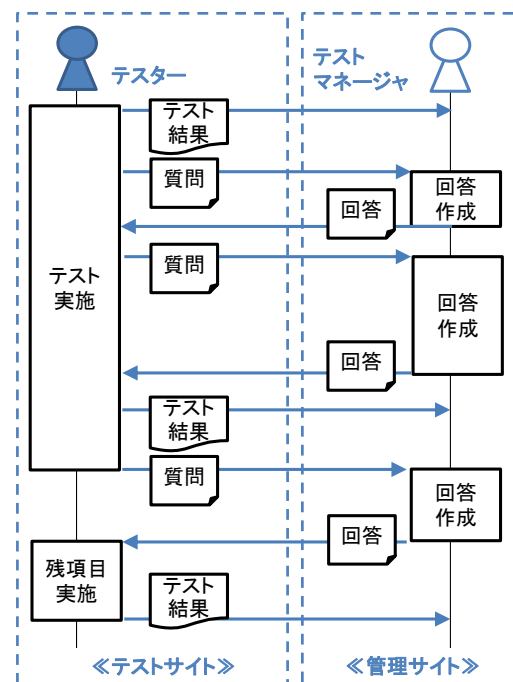 テスター
テスト
マネージャ
テスト
結果
質問
回答
作成
回答
質問
テスト
実施
回答
作成
回答
テスト
結果
質問
回答
作成
回答
残項目
実施
テスト
結果
≪テストサイト≫
≪管理サイト≫